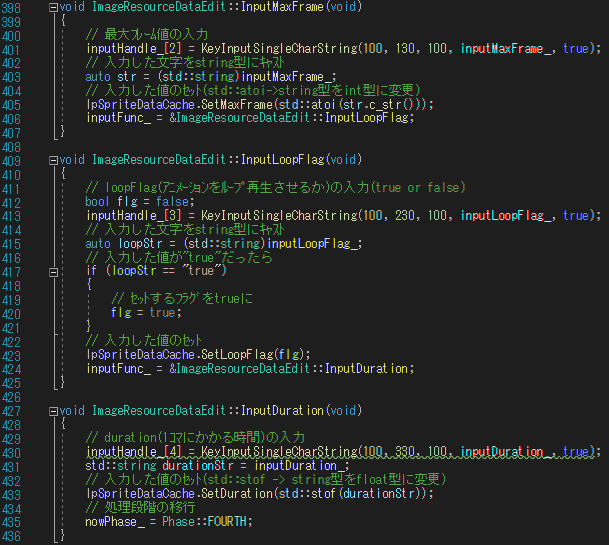 398 void ImageResourceDataEdit::InputMaxFrame(void)
399 {
400 // 最大ﾌﾚｰﾑ値の入力
401 inputHandle_[2] = KeyInputSingleCharString(100, 130, 100, inputMaxFrame_, true);
402 // 入力した文字をstring型にｷｬｽﾄ
403 auto str = (std::string)inputMaxFrame_;
404 // 入力した値のｾｯﾄ(std::atoi->string型をint型に変更)
405 lpSpriteDataCache.SetMaxFrame(std::atoi(str.c_str()));
406 inputFunc_ = &ImageResourceDataEdit::InputLoopFlag;
407 }
408
409 void ImageResourceDataEdit::InputLoopFlag(void)
410 {
411 // loopFlag(ｱﾆﾒｰｼｮﾝをﾙｰﾌﾟ再生させるか)の入力(true or false)
412 bool flg = false;
413 inputHandle_[3] = KeyInputSingleCharString(100, 230, 100, inputLoopFlag_, true);
414 // 入力した文字をstring型にｷｬｽﾄ
415 auto loopStr = (std::string)inputLoopFlag_;
416 // 入力した値が"true"だったら
417 if (loopStr == "true")
418 {
419 // ｾｯﾄするﾌﾗｸﾞをtrueに
420 flg = true;
421 }
422 // 入力した値のｾｯﾄ
423 lpSpriteDataCache.SetLoopFlag(flg);
424 inputFunc_ = &ImageResourceDataEdit::InputDuration;
425 }
426
427 void ImageResourceDataEdit::InputDuration(void)
428 {
429 // duration(1ｺﾏにかかる時間)の入力
430 inputHandle_[4] = KeyInputSingleCharString(100, 330, 100, inputDuration_, true);
431 std::string durationStr = inputDuration_;
432 // 入力した値のｾｯﾄ(std::stof -> string型をfloat型に変更)
433 lpSpriteDataCache.SetDuration(std::stof(durationStr));
434 // 処理段階の移行
435 nowPhase_ = Phase::FOURTH;
436 }